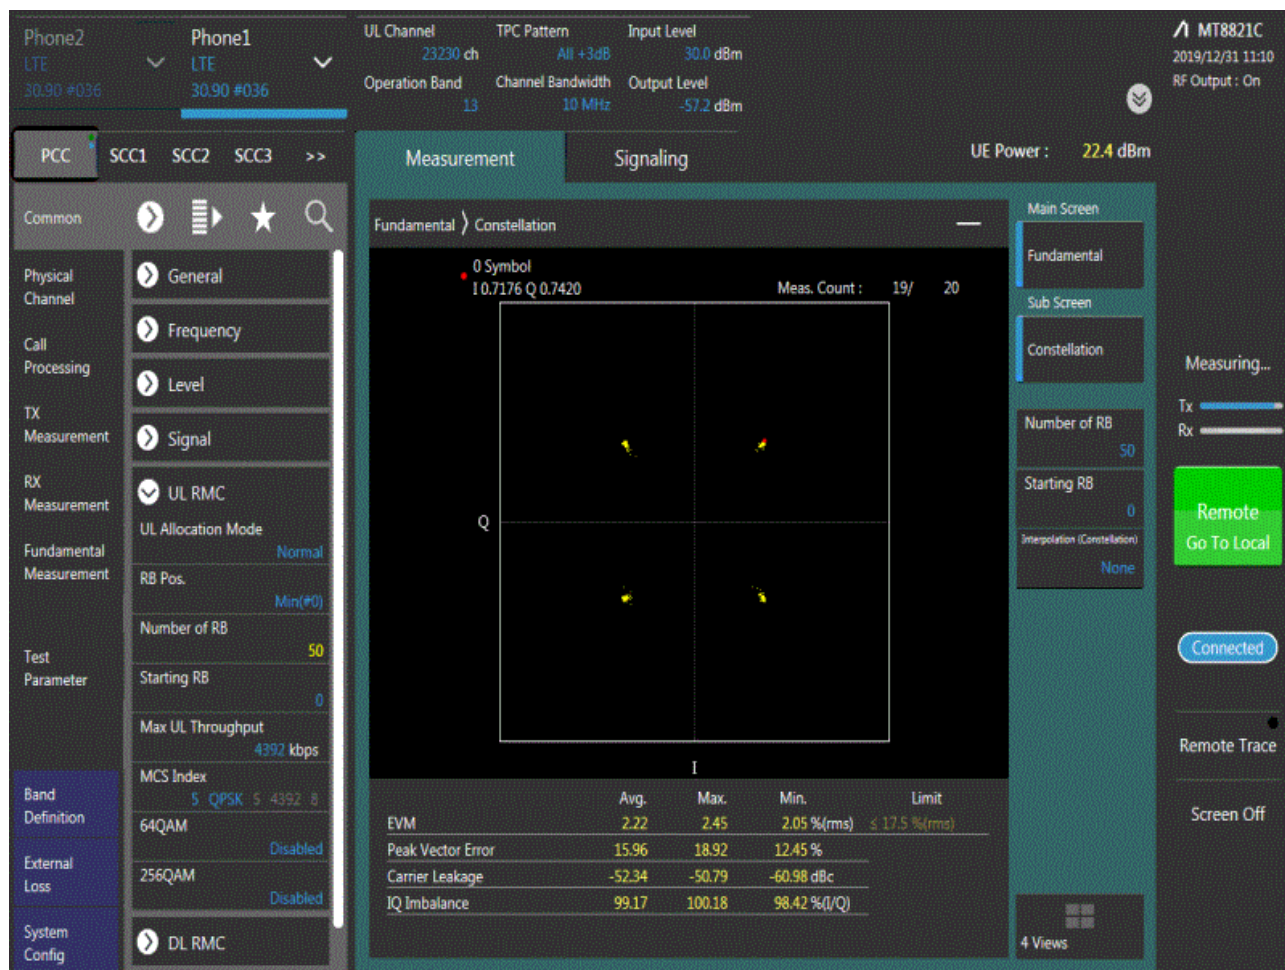 Phone2
LTE
30.90 #036
Phone1
LTE
30.90 #036
UL Channel
23230 ch
TPC Pattern
All +3dB
Input Level
30.0 dBm
Operation Band
13
Channel Bandwidth
10 MHz
Output Level
-57.2 dBm
MT8821C
2019/12/31 11:10
RF Output : On
PCC SCC1 SCC2 SCC3 >>
Measurement
Signaling
UE Power : 22.4 dBm
Common
Physical
Channel
Call
Processing
TX
Measurement
RX
Measurement
Fundamental
Measurement
Test
Parameter
Band
Definition
External
Loss
System
Config
General
Frequency
Level
Signal
UL RMC
UL Allocation Mode
Normal
RB Pos.
Min(#0)
Number of RB
50
Starting RB
0
Max UL Throughput
4392 kbps
MCS Index
5 QPSK 5 4392 8
64QAM
Disabled
256QAM
Disabled
DL RMC
Fundamental 〉 Constellation
0 Symbol
I 0.7176 Q 0.7420
Meas. Count : 19/ 20
Q
I
Avg. Max. Min. Limit
EVM 2.22 2.45 2.05 %(rms) ≤ 17.5 %(rms)
Peak Vector Error 15.96 18.92 12.45 %
Carrier Leakage -52.34 -50.79 -60.98 dBc
IQ Imbalance 99.17 100.18 98.42 %(I/Q)
Main Screen
Fundamental
Sub Screen
Constellation
Number of RB
50
Starting RB
0
Interpolation (Constellation)
None
4 Views
Measuring...
Tx
Rx
Remote
Go To Local
Connected
Remote Trace
Screen Off